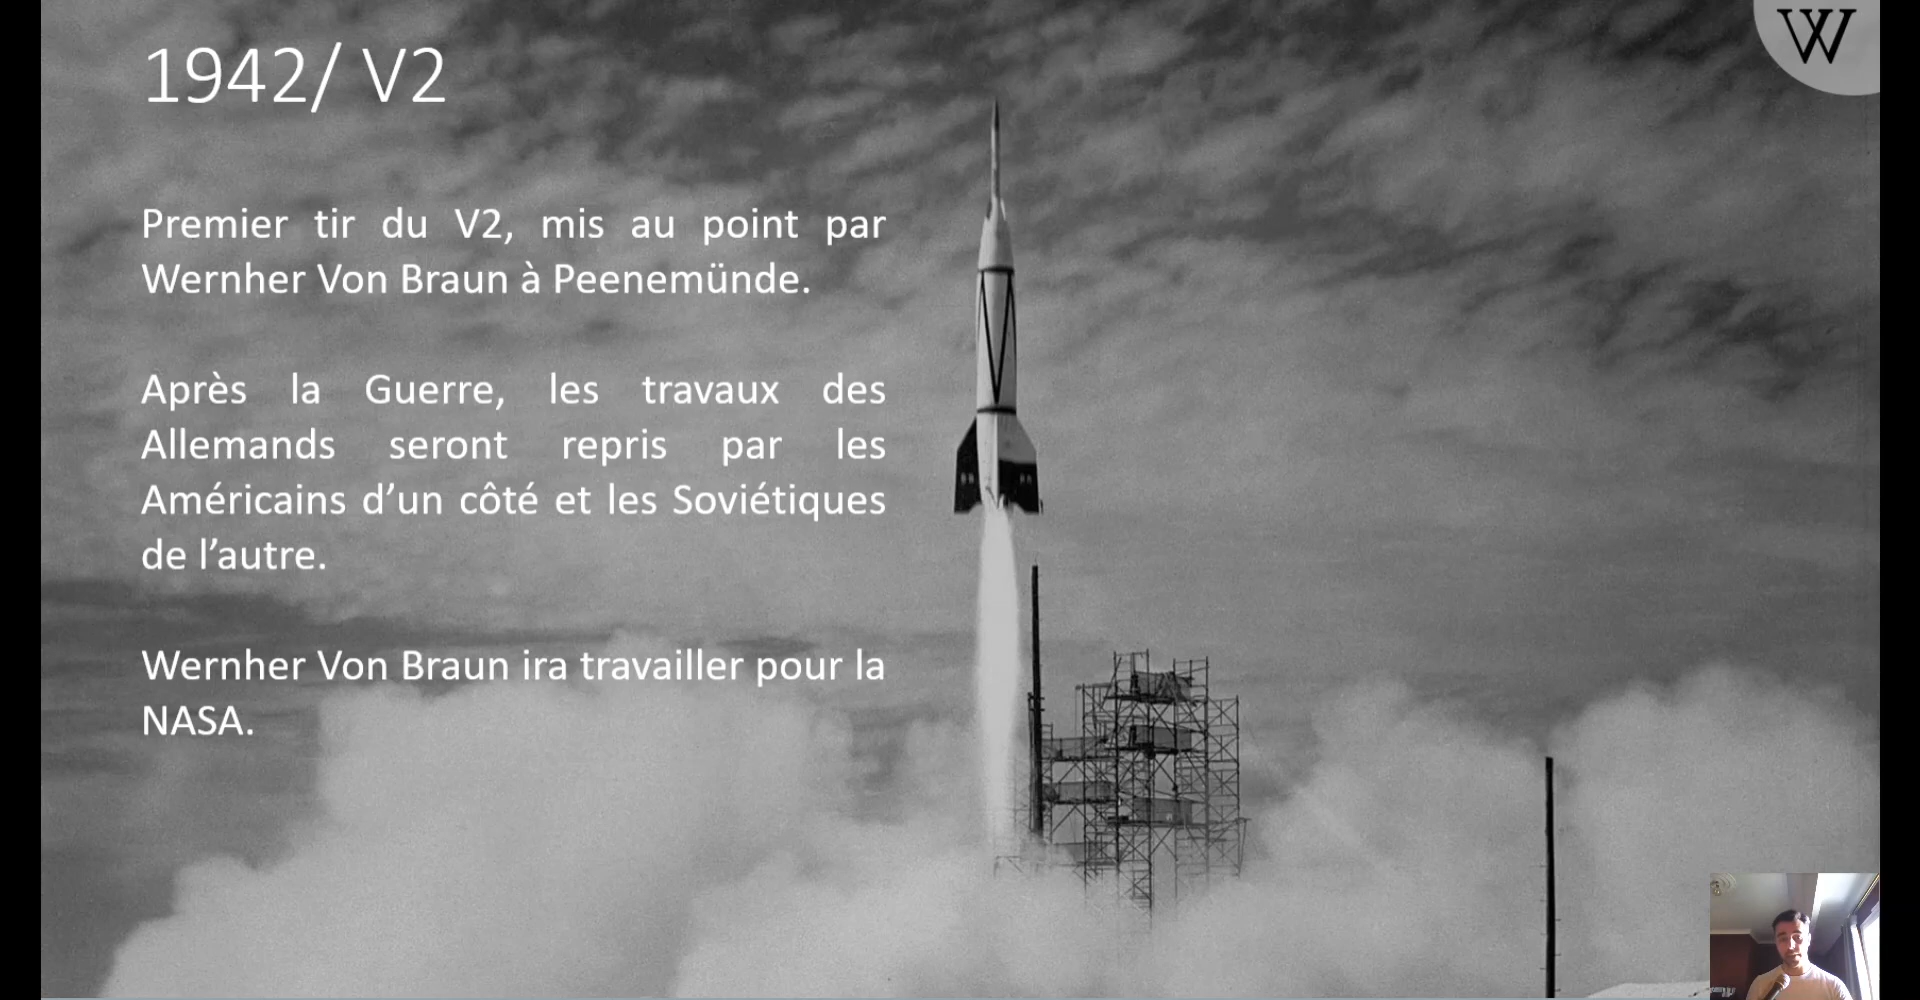 1942/ V2
W
Premier tir du V2, mis au point par
Wernher Von Braun à Peenemünde.
Après la Guerre, les travaux des
Allemands seront repris par les
Américains d’un côté et les Soviétiques
de l’autre.
Wernher Von Braun ira travailler pour la
NASA.